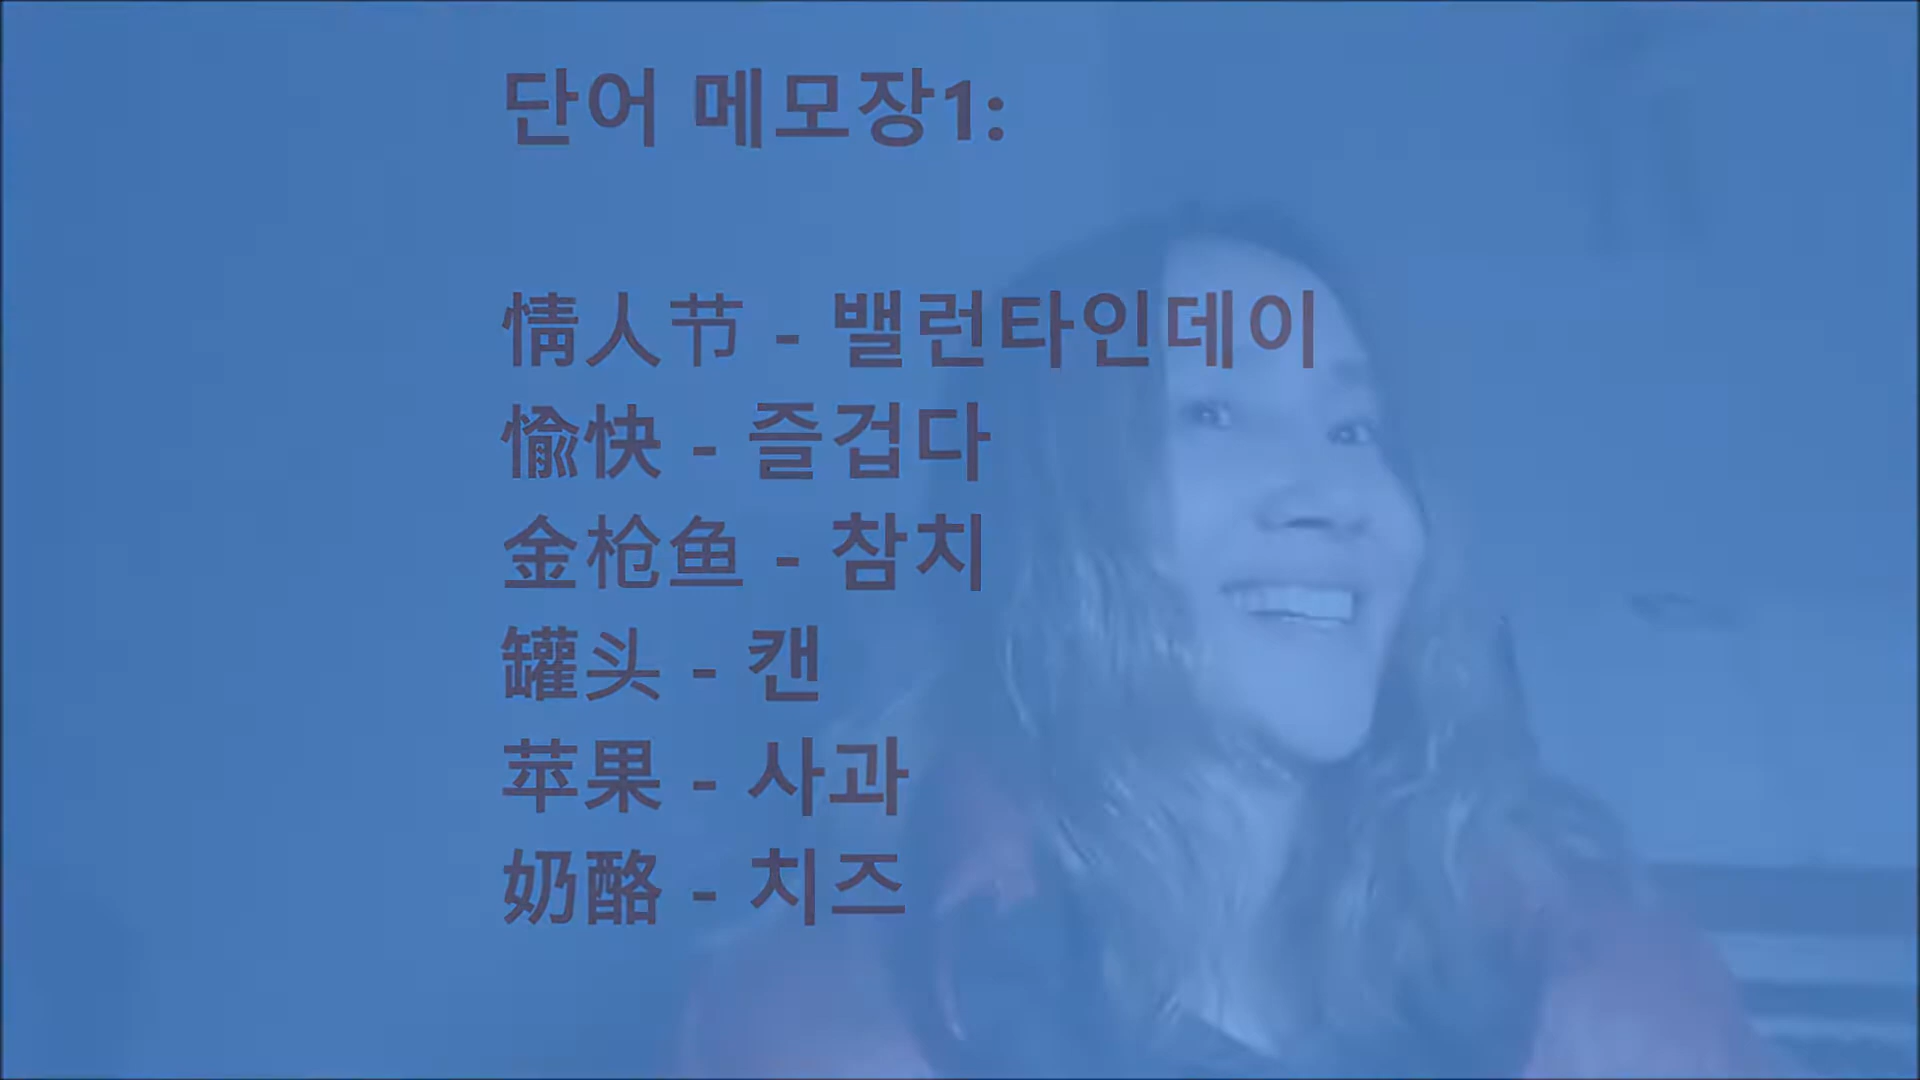 단어 메모장1:
情人节 - 밸런타인데이
愉快 - 즐겁다
金枪鱼 - 참치
罐头 - 캔
苹果 - 사과
奶酪 - 치즈